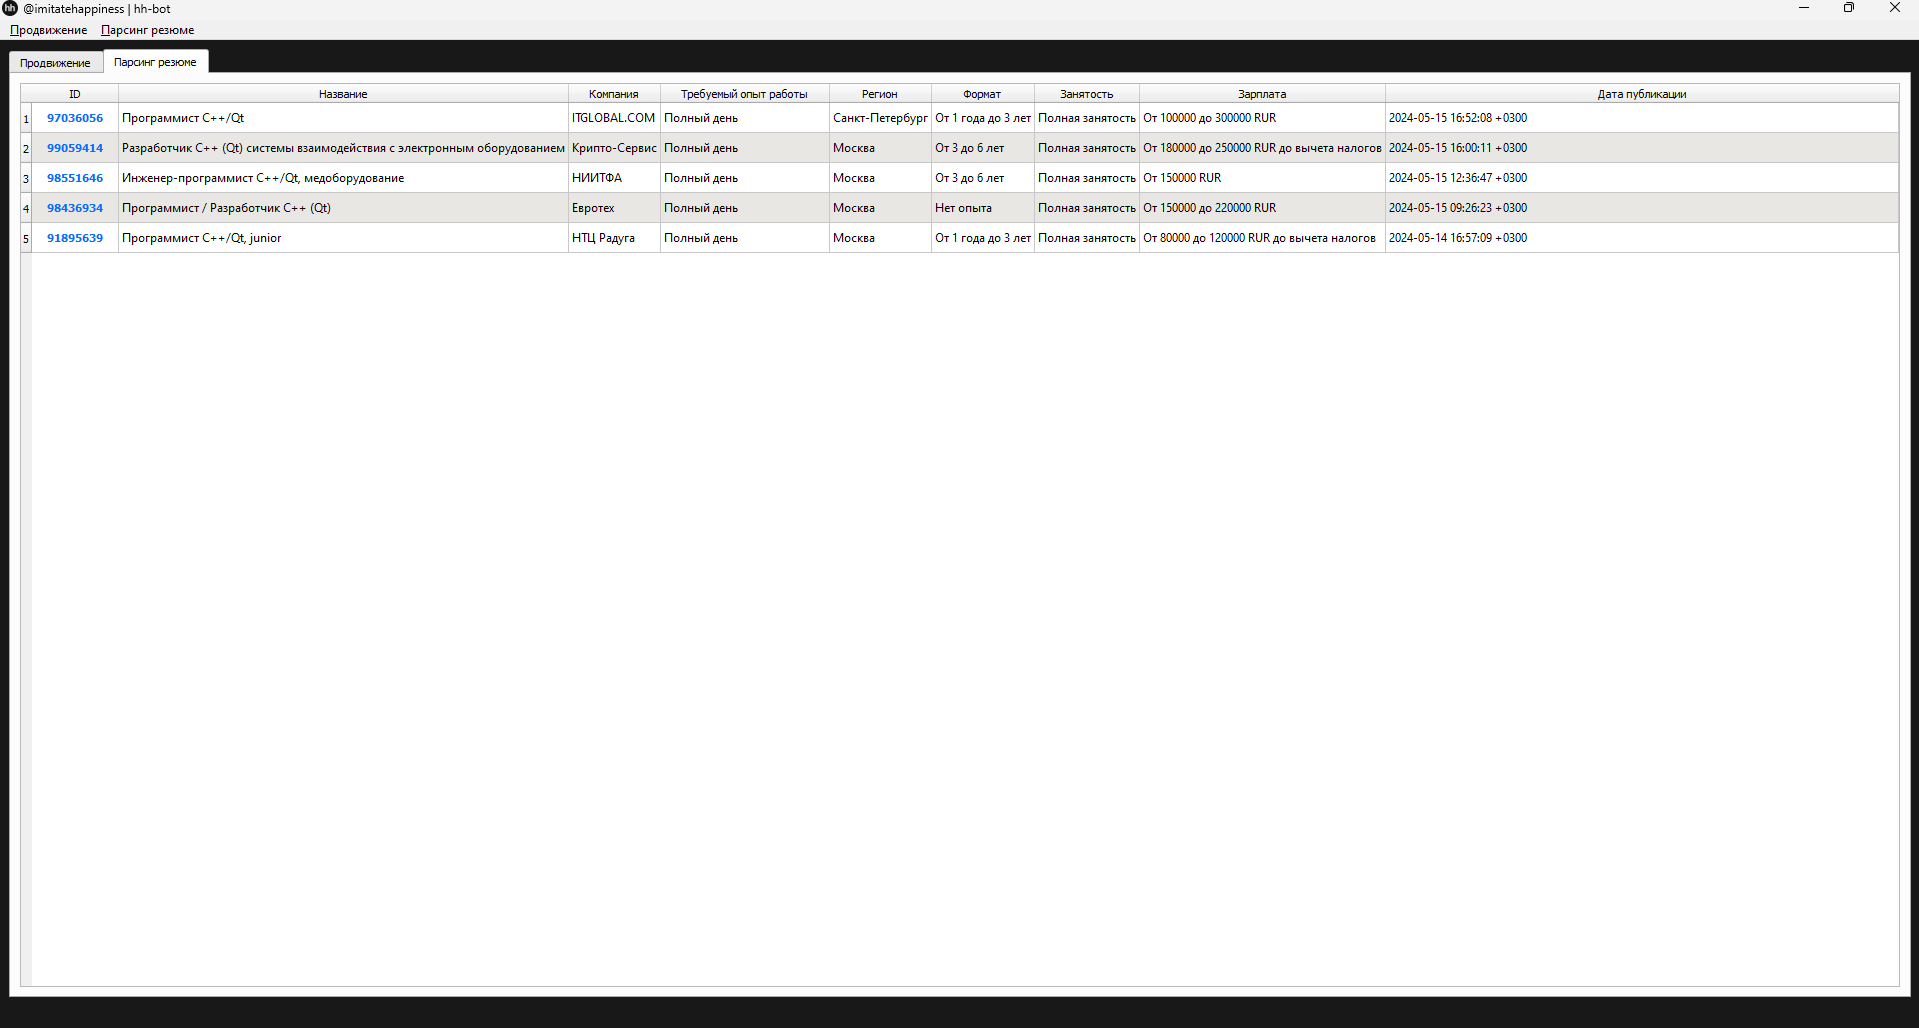 hh @imitatehappiness | hh-bot
Продвижение Парсинг резюме
Продвижение Парсинг резюме
ID Название Компания Требуемый опыт работы Регион Формат Занятость Зарплата Дата публикации
1 97036056 Программист C++/Qt ITGLOBAL.COM Полный день Санкт-Петербург От 1 года до 3 лет Полная занятость От 100000 до 300000 RUR 2024-05-15 16:52:08 +0300
2 99059414 Разработчик C++ (Qt) системы взаимодействия с электронным оборудованием Крипто-Сервис Полный день Москва От 3 до 6 лет Полная занятость От 180000 до 250000 RUR до вычета налогов 2024-05-15 16:00:11 +0300
3 98551646 Инженер-программист C++/Qt, медоборудование НИИТФА Полный день Москва От 3 до 6 лет Полная занятость От 150000 RUR 2024-05-15 12:36:47 +0300
4 98436934 Программист / Разработчик C++ (Qt) Евротех Полный день Москва Нет опыта Полная занятость От 150000 до 220000 RUR 2024-05-15 09:26:23 +0300
5 91895639 Программист C++/Qt, junior НТЦ Радуга Полный день Москва От 1 года до 3 лет Полная занятость От 80000 до 120000 RUR до вычета налогов 2024-05-14 16:57:09 +0300